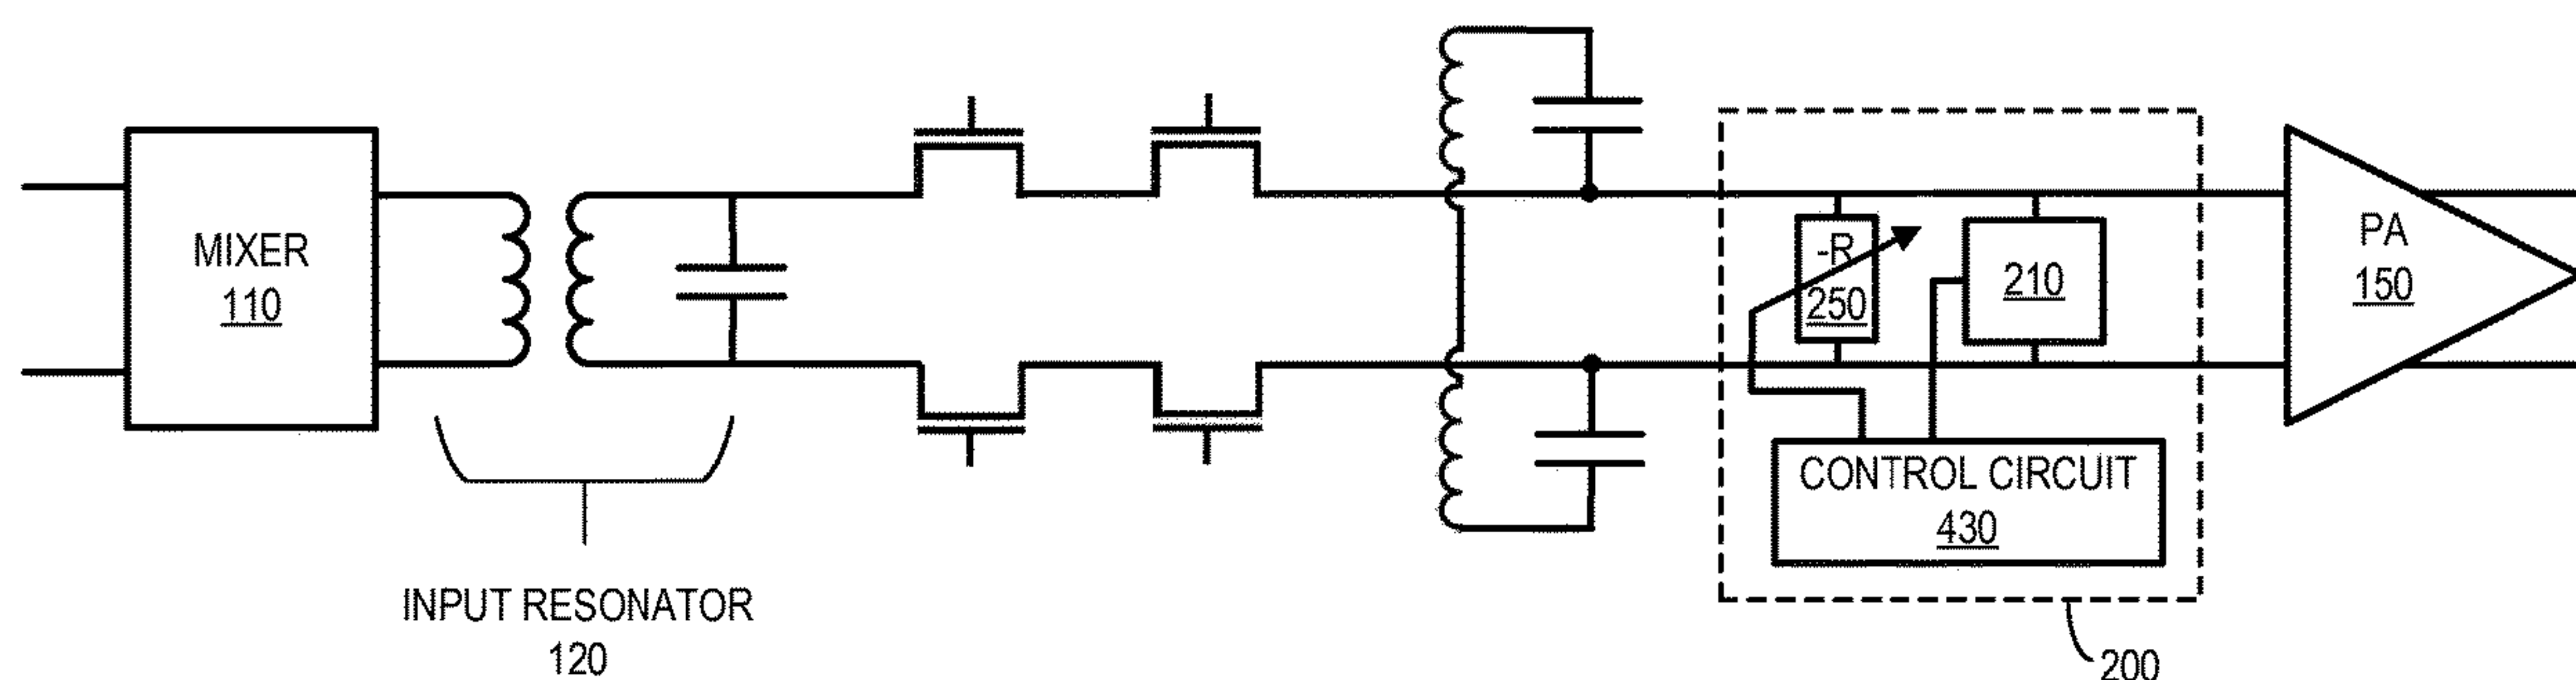 MIXER
110
-R
250
210
PA
150
CONTROL CIRCUIT
430
INPUT RESONATOR
120
200